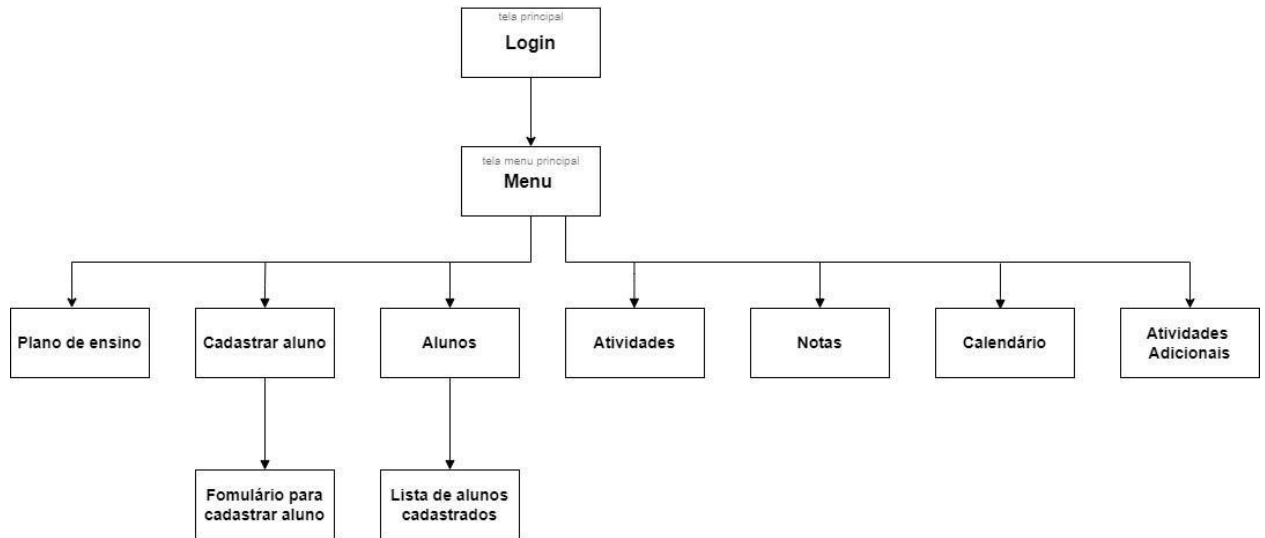 tela principal
Login
tela menu principal
Menu
Plano de ensino
Cadastrar aluno
Alunos
Atividades
Notas
Calendário
Atividades
Adicionais
Fomulário para
cadastrar aluno
Lista de alunos
cadastrados